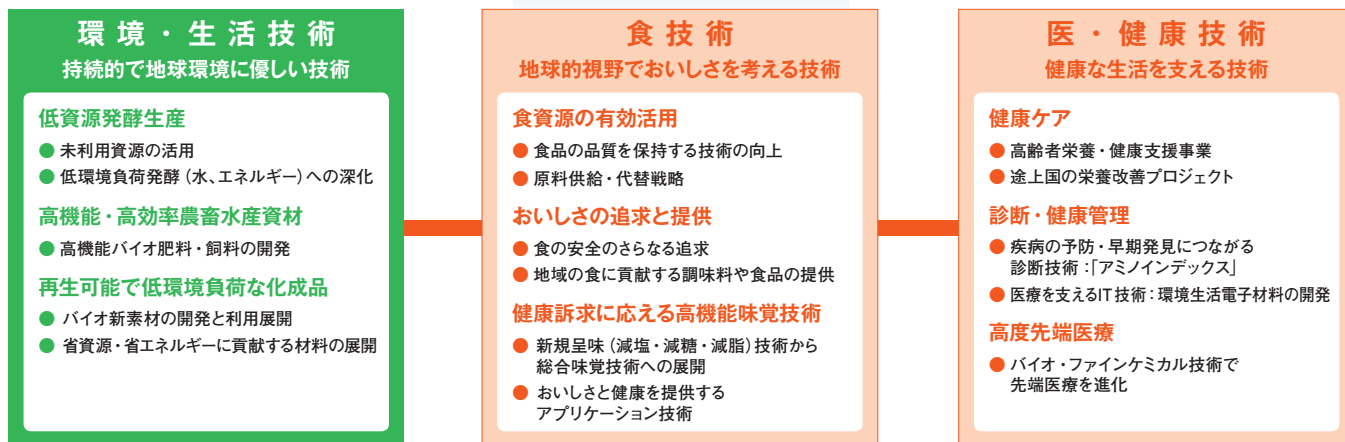 環境・生活技術
持続的で地球環境に優しい技術
低資源発酵生産
● 未利用資源の活用
● 低環境負荷発酵（水、エネルギー）への深化
高機能・高効率農畜水産資材
● 高機能バイオ肥料・飼料の開発
再生可能で低環境負荷な化成品
● バイオ新素材の開発と利用展開
● 省資源・省エネルギーに貢献する材料の展開
食技術
地球的視野でおいしさを考える技術
食資源の有効活用
● 食品の品質を保持する技術の向上
● 原料供給・代替戦略
おいしさの追求と提供
● 食の安全のさらなる追求
● 地域の食に貢献する調味料や食品の提供
健康訴求に応える高機能味覚技術
● 新規呈味（減塩・減糖・減脂）技術から
総合味覚技術への展開
● おいしさと健康を提供する
アプリケーション技術
医・健康技術
健康な生活を支える技術
健康ケア
● 高齢者栄養・健康支援事業
● 途上国の栄養改善プロジェクト
診断・健康管理
● 疾病の予防・早期発見につながる
診断技術：「アミノインデックス」
● 医療を支えるIT技術：環境生活電子材料の開発
高度先端医療
● バイオ・ファインケミカル技術で
先端医療を進化